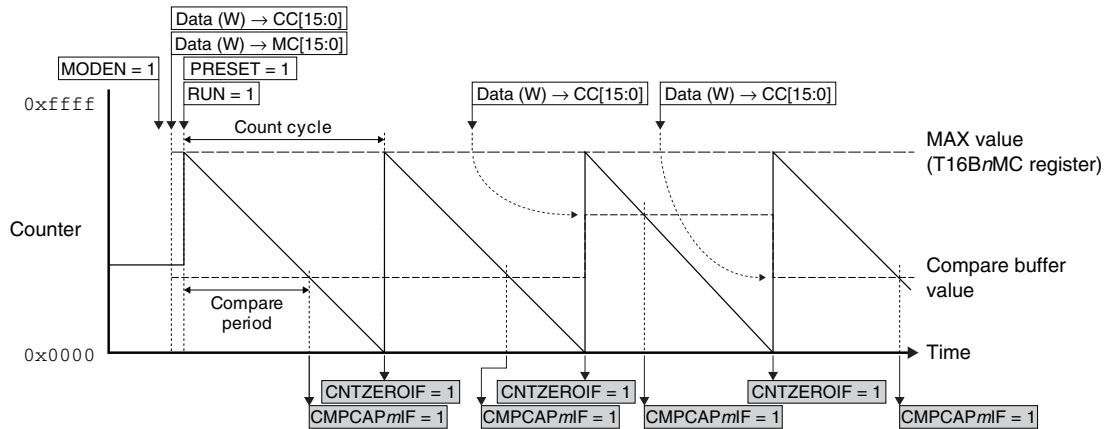 Data (W) → CC[15:0]
Data (W) → MC[15:0]
MODEN = 1
PRESET = 1
RUN = 1
Data (W) → CC[15:0]
Data (W) → CC[15:0]
0xffff
Count cycle
MAX value
(T16BnMC register)
Counter
Compare buffer
value
Compare
period
0x0000
Time
CNTZEROIF = 1
CNTZEROIF = 1
CNTZEROIF = 1
CMPCAPmIF = 1
CMPCAPmIF = 1
CMPCAPmIF = 1
CMPCAPmIF = 1